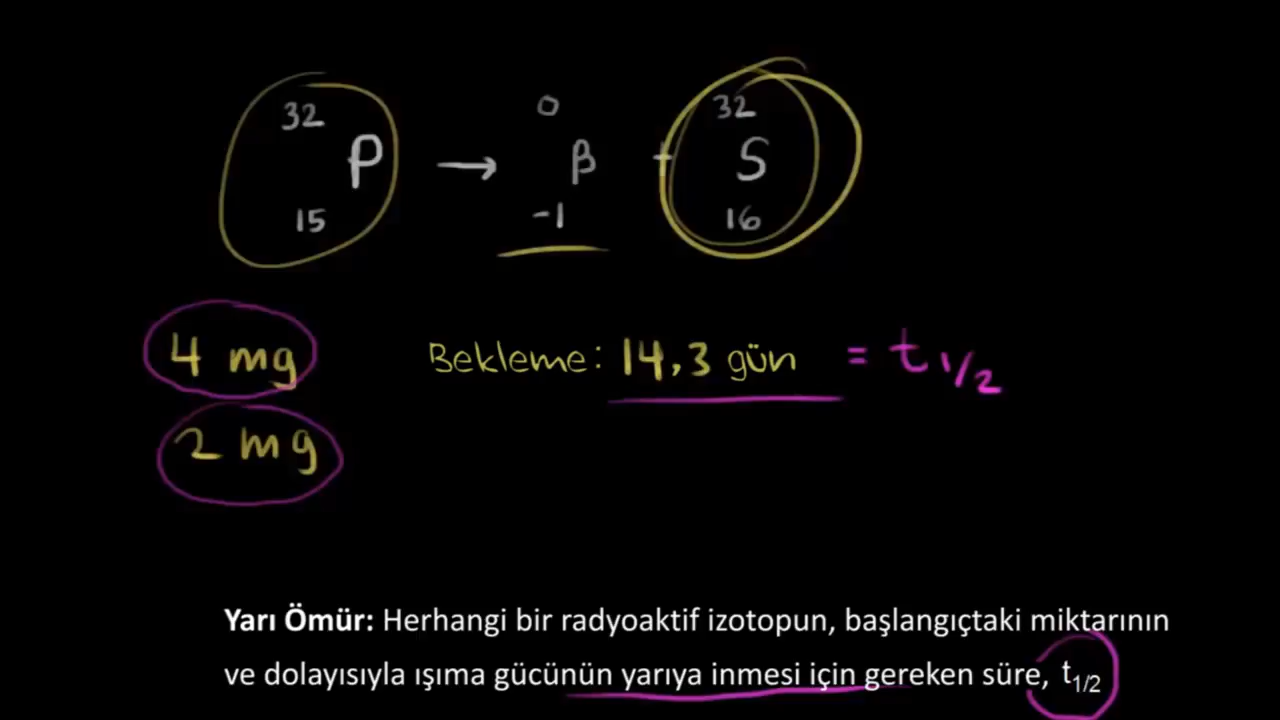 32 0 32
P → β + S
15 -1 16
4 mg Bekleme: 14,3 gün = t 1/2
2 mg
Yarı Ömür: Herhangi bir radyoaktif izotopun, başlangıçtaki miktarının
ve dolayısıyla ışıma gücünün yarıya inmesi için gereken süre, t1/2